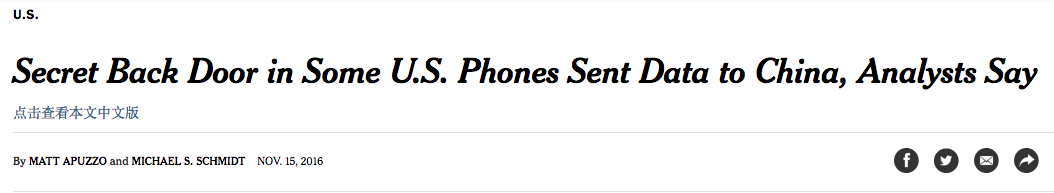 U.S.
Secret Back Door in Some U.S. Phones Sent Data to China, Analysts Say
点击查看本文中文版
By MATT APUZZO and MICHAEL S. SCHMIDT NOV. 15, 2016